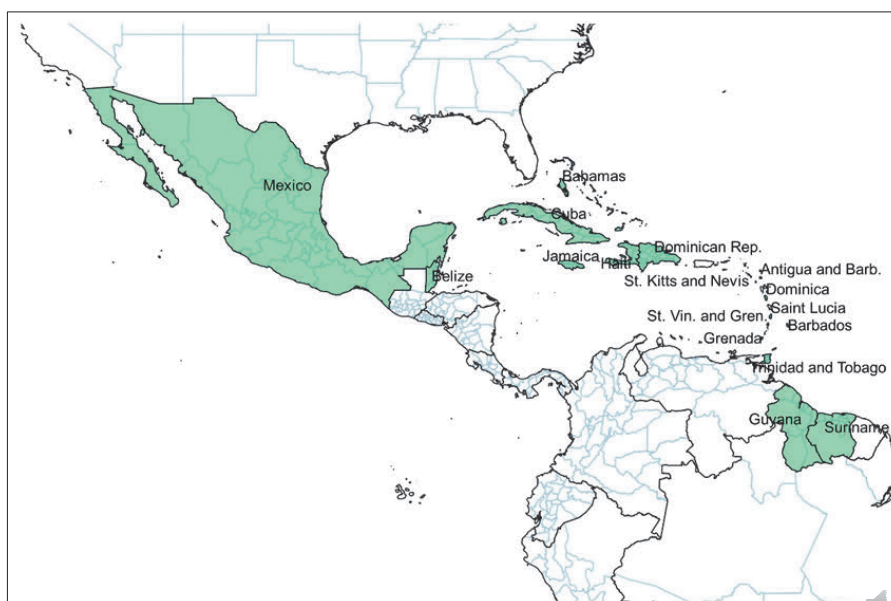 Bahamas
Mexico
Cuba
Dominican Rep.
Jamaica
Haiti
Antigua and Barb.
Belize
St. Kitts and Nevis
Dominica
Saint Lucia
St. Vin. and Gren.
Barbados
Grenada
Trinidad and Tobago
Guyana
Suriname